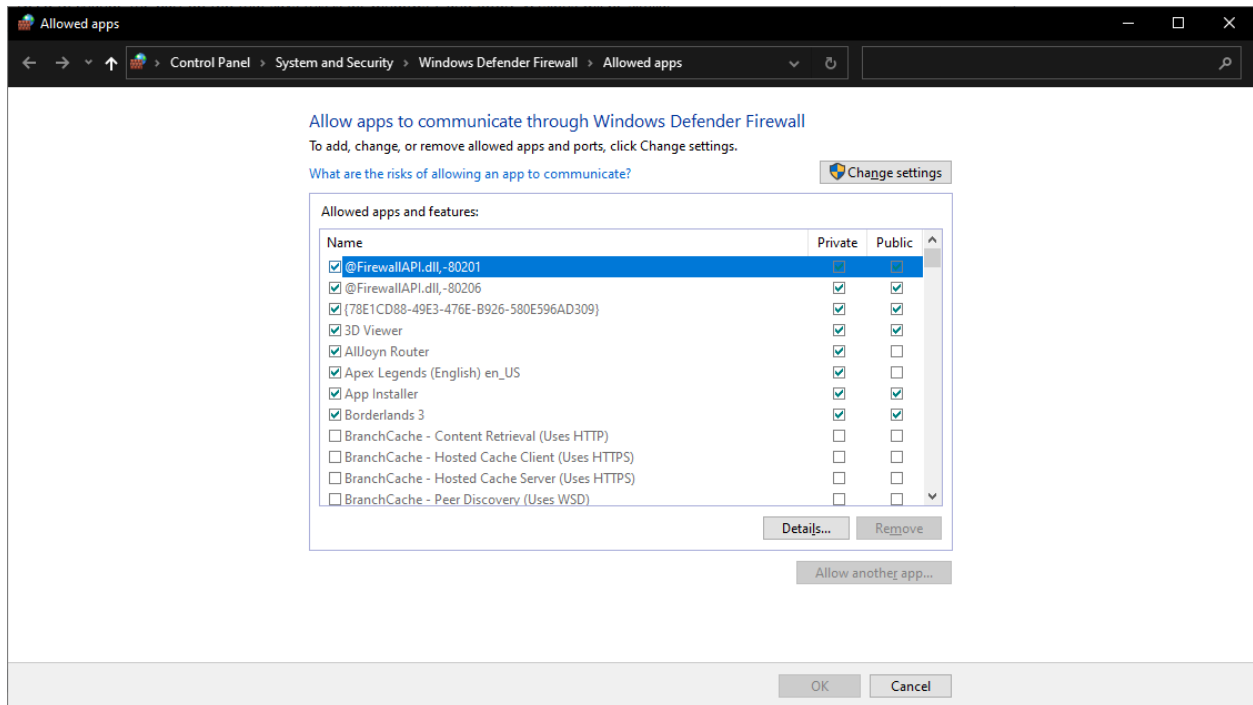 Allowed apps
Control Panel > System and Security > Windows Defender Firewall > Allowed apps
Allow apps to communicate through Windows Defender Firewall
To add, change, or remove allowed apps and ports, click Change settings.
What are the risks of allowing an app to communicate?
Change settings
Allowed apps and features:
Name Private Public
@FirewallAPI.dll,-80201
@FirewallAPI.dll,-80206
{78E1CD88-49E3-476E-B926-580E596AD309}
3D Viewer
AllJoyn Router
Apex Legends (English) en_US
App Installer
Borderlands 3
BranchCache - Content Retrieval (Uses HTTP)
BranchCache - Hosted Cache Client (Uses HTTPS)
BranchCache - Hosted Cache Server (Uses HTTPS)
BranchCache - Peer Discovery (Uses WSD)
Details... Remove
Allow another app...
OK Cancel